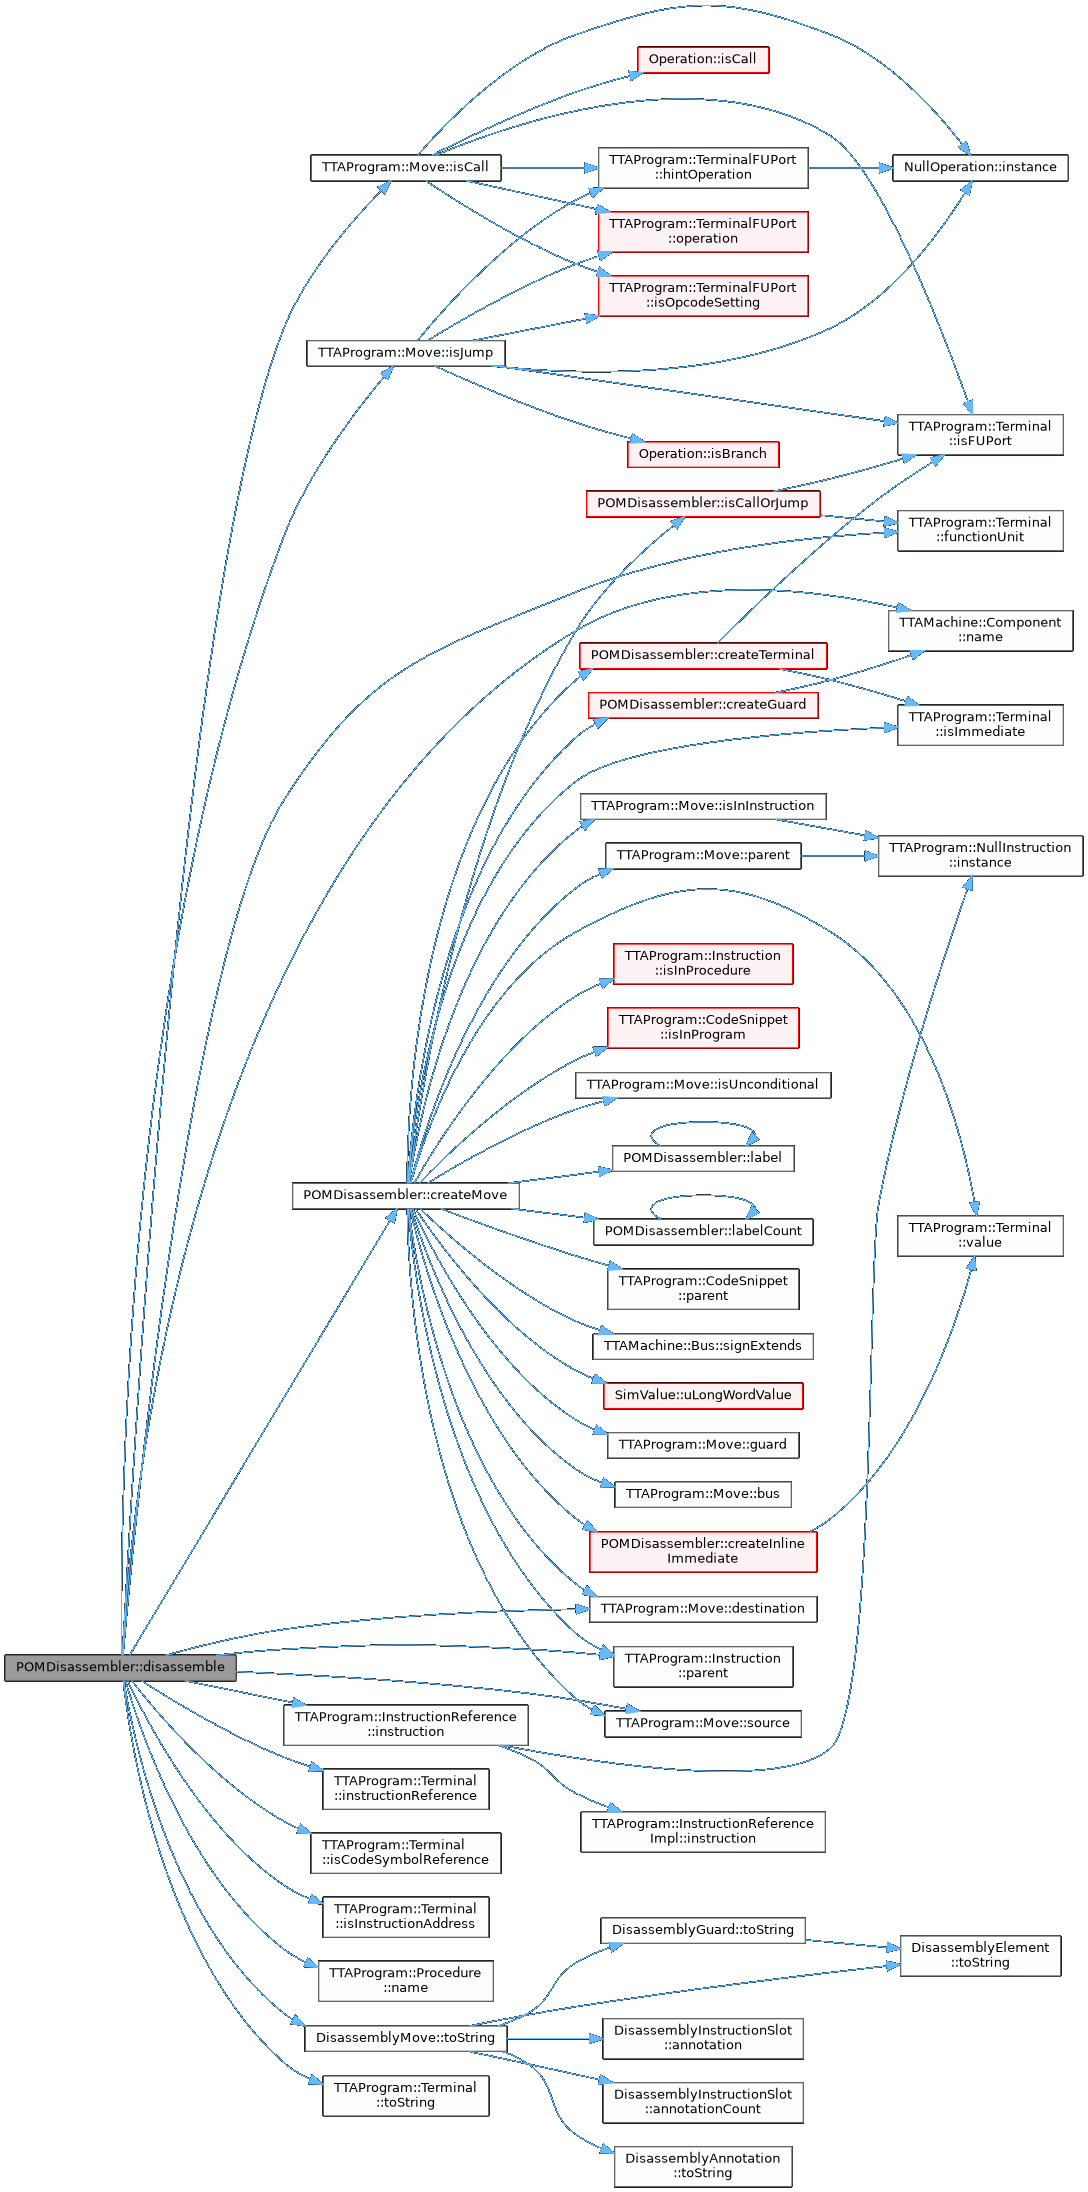 Operation::isCall
TTAProgram::Move::isCall
TTAProgram::TerminalFUPort
::hintOperation
NullOperation::instance
TTAProgram::TerminalFUPort
::operation
TTAProgram::TerminalFUPort
::isOpcodeSetting
TTAProgram::Move::isJump
TTAProgram::Terminal
::isFUPort
Operation::isBranch
POMDisassembler::isCallOrJump
TTAProgram::Terminal
::functionUnit
TTAMachine::Component
::name
POMDisassembler::createTerminal
POMDisassembler::createGuard
TTAProgram::Terminal
::isImmediate
TTAProgram::Move::isInInstruction
TTAProgram::Move::parent
TTAProgram::NullInstruction
::instance
TTAProgram::Instruction
::isInProcedure
TTAProgram::CodeSnippet
::isInProgram
TTAProgram::Move::isUnconditional
POMDisassembler::label
POMDisassembler::createMove
POMDisassembler::labelCount
TTAProgram::Terminal
::value
TTAProgram::CodeSnippet
::parent
TTAMachine::Bus::signExtends
SimValue::uLongWordValue
TTAProgram::Move::guard
TTAProgram::Move::bus
POMDisassembler::createInline
Immediate
TTAProgram::Move::destination
POMDisassembler::disassemble
TTAProgram::Instruction
::parent
TTAProgram::InstructionReference
::instruction
TTAProgram::Move::source
TTAProgram::Terminal
::instructionReference
TTAProgram::InstructionReference
Impl::instruction
TTAProgram::Terminal
::isCodeSymbolReference
TTAProgram::Terminal
::isInstructionAddress
DisassemblyGuard::toString
DisassemblyElement
::toString
TTAProgram::Procedure
::name
DisassemblyMove::toString
DisassemblyInstructionSlot
::annotation
TTAProgram::Terminal
::toString
DisassemblyInstructionSlot
::annotationCount
DisassemblyAnnotation
::toString